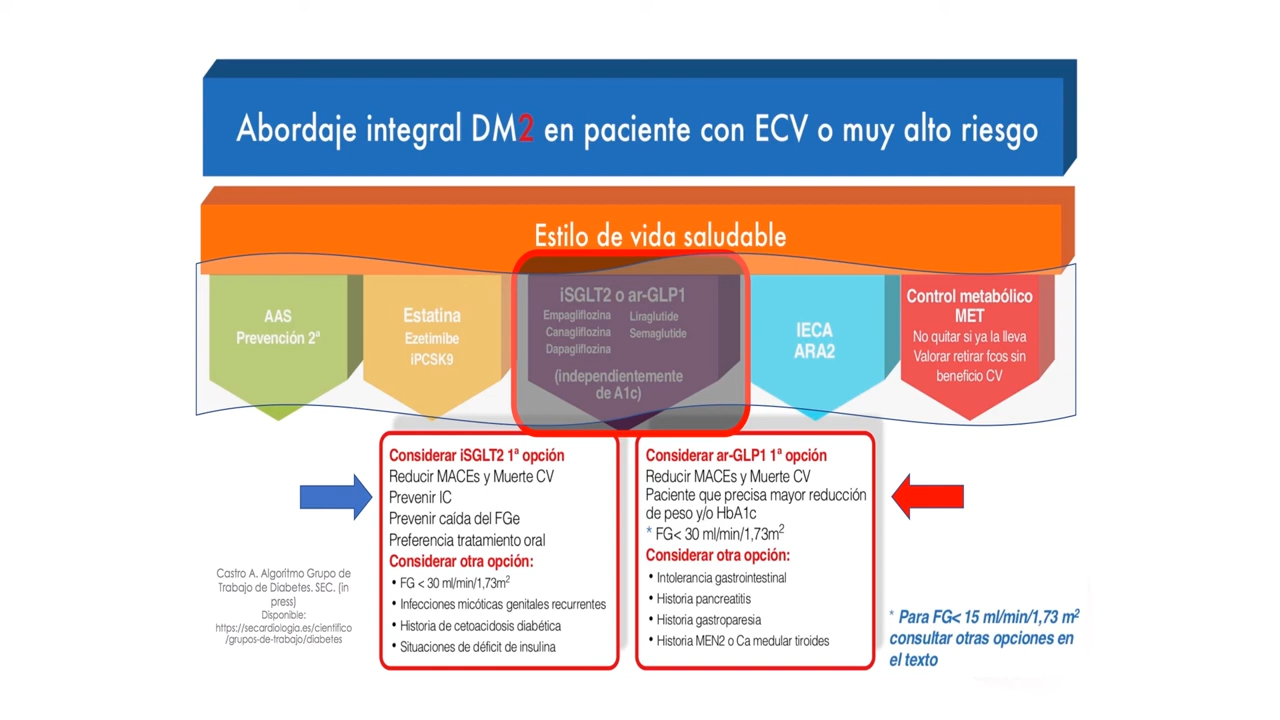 Abordaje integral DM2 en paciente con ECV o muy alto riesgo
Estilo de vida saludable
AAS
Prevención 2ª
Estatina
Ezetimibe
iPCSK9
iSGLT2 o ar-GLP1
Empagliflozina
Canagliflozina
Dapagliflozina
Liraglutide
Semaglutide
(independientemente
de A1c)
IECA
ARA2
Control metabólico
MET
No quitar si ya la lleva
Valorar retirar fcos sin
beneficio CV
Considerar iSGLT2 1ª opción
Reducir MACEs y Muerte CV
Prevenir IC
Prevenir caída del FGe
Preferencia tratamiento oral
Considerar otra opción:
• FG < 30 ml/min/1,73m²
• Infecciones micóticas genitales recurrentes
• Historia de cetoacidosis diabética
• Situaciones de déficit de insulina
Considerar ar-GLP1 1ª opción
Reducir MACEs y Muerte CV
Paciente que precisa mayor reducción
de peso y/o HbA1c
* FG< 30 ml/min/1,73m²
Considerar otra opción:
• Intolerancia gastrointestinal
• Historia pancreatitis
• Historia gastroparesia
• Historia MEN2 o Ca medular tiroides
Castro A. Algoritmo Grupo de
Trabajo de Diabetes. SEC. (in
press)
Disponible:
https://secardiologia.es/cientifico
/grupos-de-trabajo/diabetes
* Para FG< 15 ml/min/1,73 m²
consultar otras opciones en
el texto